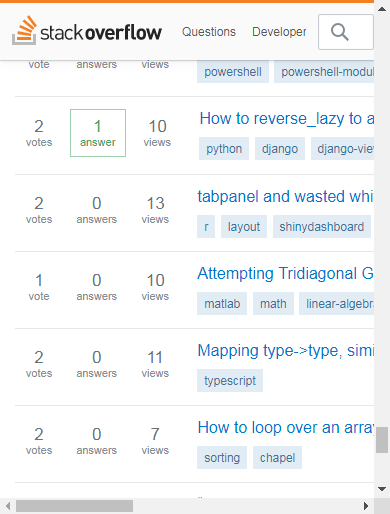 stackoverflow Questions Developer
vote answers views
powershell powershell-modul
2 1 10 How to reverse_lazy to a
votes answer views
python django django-vie
2 0 13 tabpanel and wasted whi
votes answers views
r layout shinydashboard
1 0 10 Attempting Tridiagonal G
vote answers views
matlab math linear-algebra
2 0 11 Mapping type->type, simi
votes answers views
typescript
2 0 7 How to loop over an array
votes answers views
sorting chapel